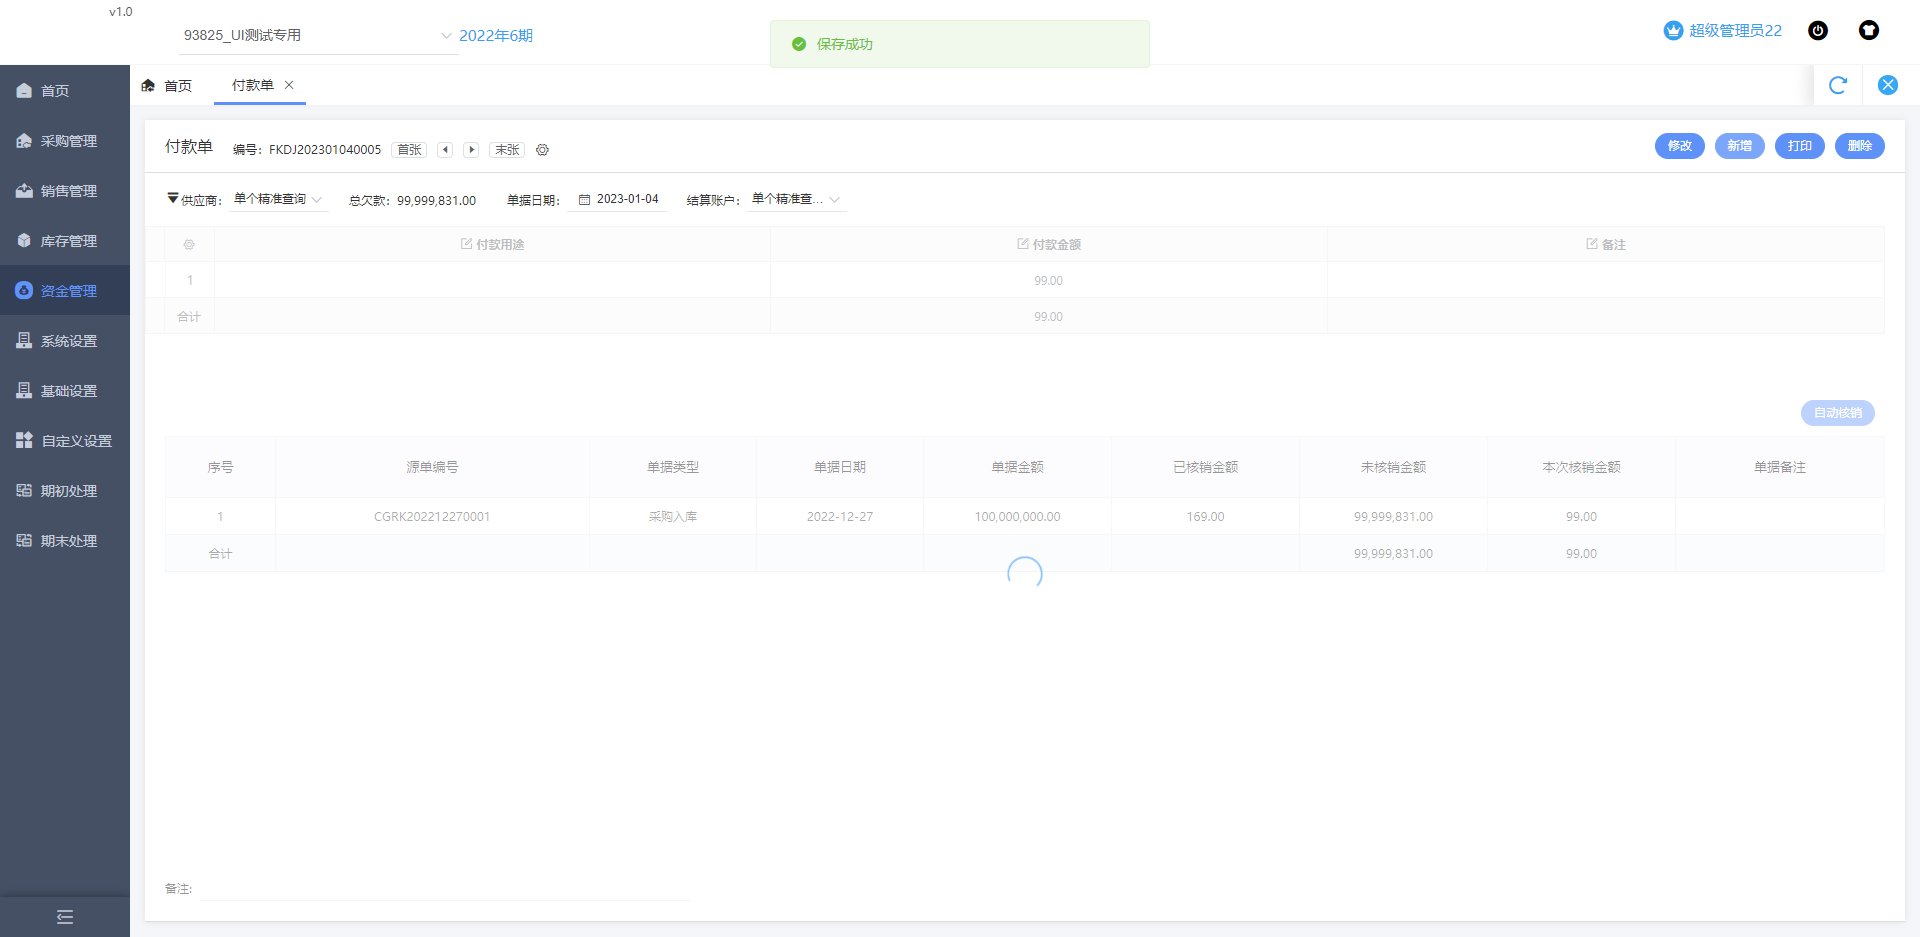 v1.0
93825_UI测试专用 2022年6期
保存成功
超级管理员22
首页
采购管理
销售管理
库存管理
资金管理
系统设置
基础设置
自定义设置
期初处理
期末处理
首页 付款单
付款单 编号：FKDJ202301040005 首张 末张
修改 新增 打印 删除
供应商： 单个精准查询 总欠款：99,999,831.00 单据日期： 2023-01-04 结算账户： 单个精准查...
付款用途 付款金额 备注
1 99.00
合计 99.00
自动核销
序号 源单编号 单据类型 单据日期 单据金额 已核销金额 未核销金额 本次核销金额 单据备注
1 CGRK202212270001 采购入库 2022-12-27 100,000,000.00 169.00 99,999,831.00 99.00
合计 99,999,831.00 99.00
备注: